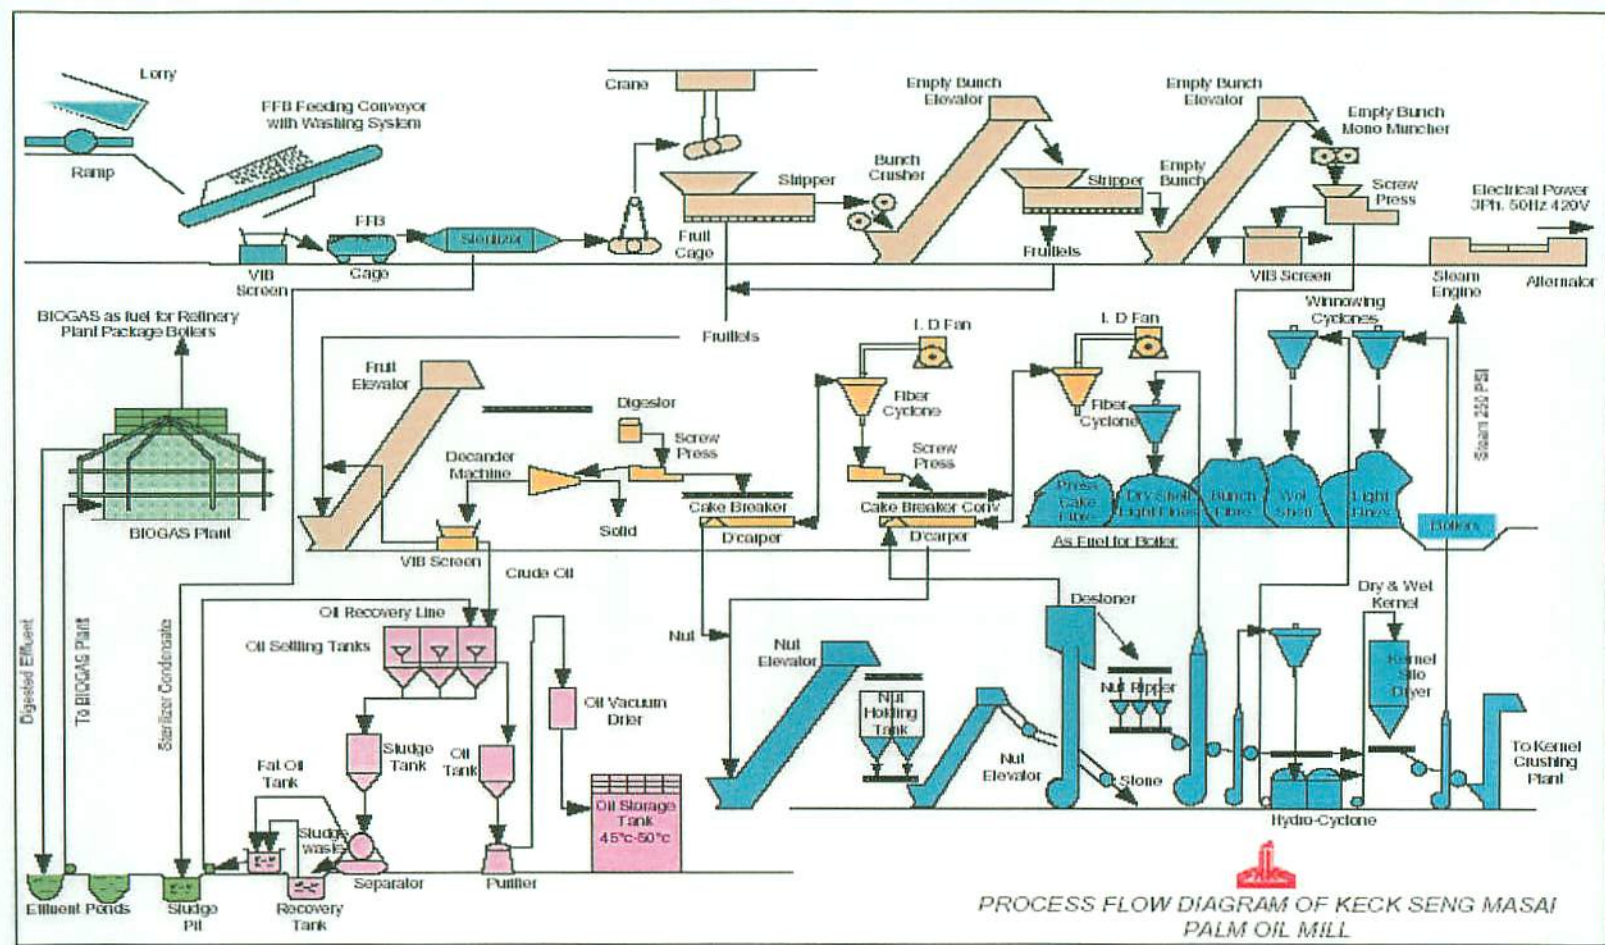 Lorry
Ramp
FFB Feeding Conveyor
with Washing System
VIB
Screen
FFB
Cage
Sterilizer
Crane
Fruit
Cage
Stripper
Bunch
Crusher
Empty Bunch
Elevator
Stripper
Fruitlets
Empty
Bunch
Empty Bunch
Elevator
Empty Bunch
Mono Muncher
Screw
Press
VIB Screen
Electrical Power
3Ph. 50Hz 420V
Steam
Engine
Alternator
BIOGAS as fuel for Refinery
Plant Package Boilers
BIOGAS Plant
Fruitlets
Fruit
Elevator
Digestor
Screw
Press
Decander
Machine
Solid
VIB Screen
Crude Oil
Cake Breaker
D'carper
I. D Fan
Fiber
Cyclone
Screw
Press
Cake Breaker Conv
D'carper
I. D Fan
Fiber
Cyclone
Winnowing
Cyclones
Steam 250 PSI
Press
Cake
Fibre
Dry Shell
Light Fines
Bunch
Fibre
Wet
Shell
Light
Fines
Boilers
As Fuel for Boiler
Digested Effluent
To BIOGAS Plant
Sterilizer Condensate
Oil Recovery Line
Oil Settling Tanks
Sludge
Tank
Oil
Tank
Oil Vacuum
Drier
Fat Oil
Tank
Sludge
waste
Oil Storage
Tank
45°c-50°c
Effluent Ponds
Sludge
Pit
Recovery
Tank
Separator
Purifier
Nut
Nut
Elevator
Nut
Holding
Tank
Nut
Elevator
Destoner
Stone
Nut Ripper
Dry & Wet
Kernel
Kernel
Silo
Dryer
Hydro-Cyclone
To Kernel
Crushing
Plant
PROCESS FLOW DIAGRAM OF KECK SENG MASAI
PALM OIL MILL